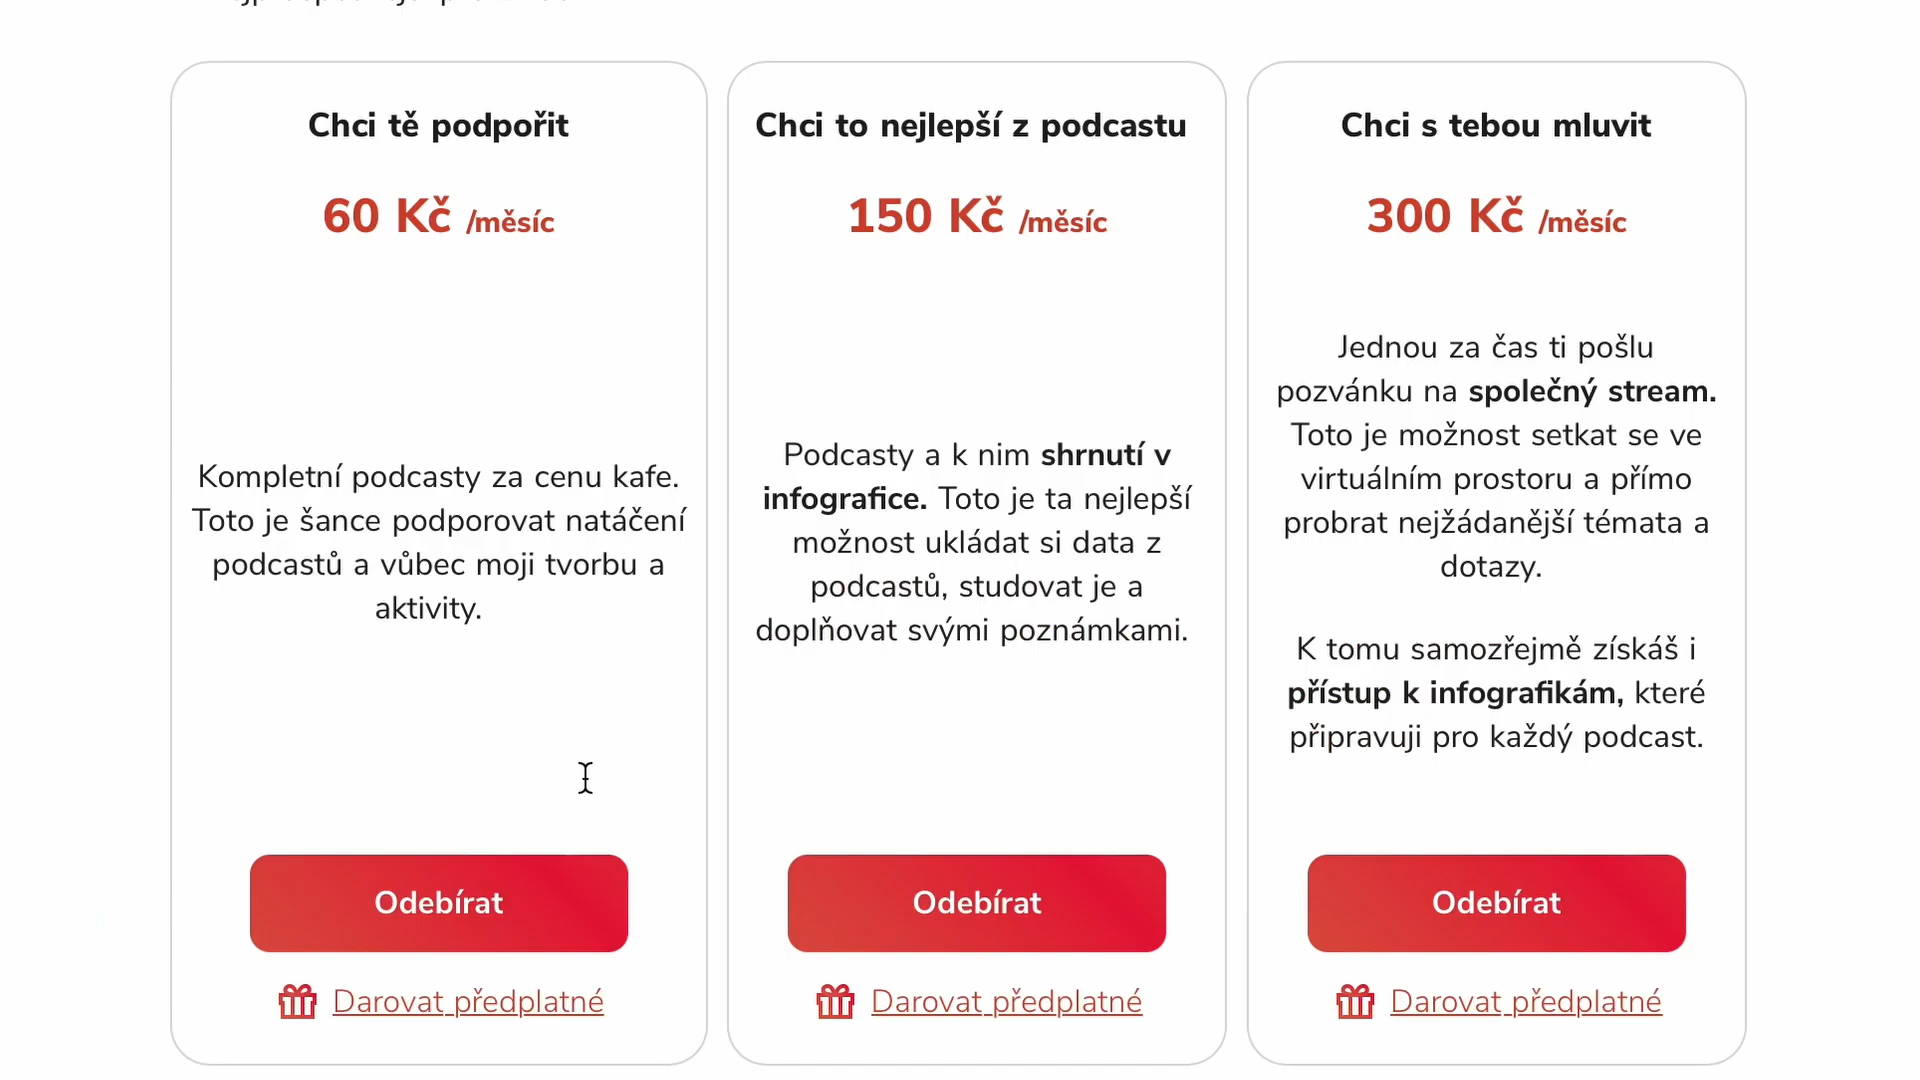 Chci tě podpořit
60 Kč /měsíc
Kompletní podcasty za cenu kafe.
Toto je šance podporovat natáčení
podcastů a vůbec moji tvorbu a
aktivity.
Odebírat
Darovat předplatné
Chci to nejlepší z podcastu
150 Kč /měsíc
Podcasty a k nim shrnutí v
infografice. Toto je ta nejlepší
možnost ukládat si data z
podcastů, studovat je a
doplňovat svými poznámkami.
Odebírat
Darovat předplatné
Chci s tebou mluvit
300 Kč /měsíc
Jednou za čas ti pošlu
pozvánku na společný stream.
Toto je možnost setkat se ve
virtuálním prostoru a přímo
probrat nejžádanější témata a
dotazy.
K tomu samozřejmě získáš i
přístup k infografikám, které
připravuji pro každý podcast.
Odebírat
Darovat předplatné